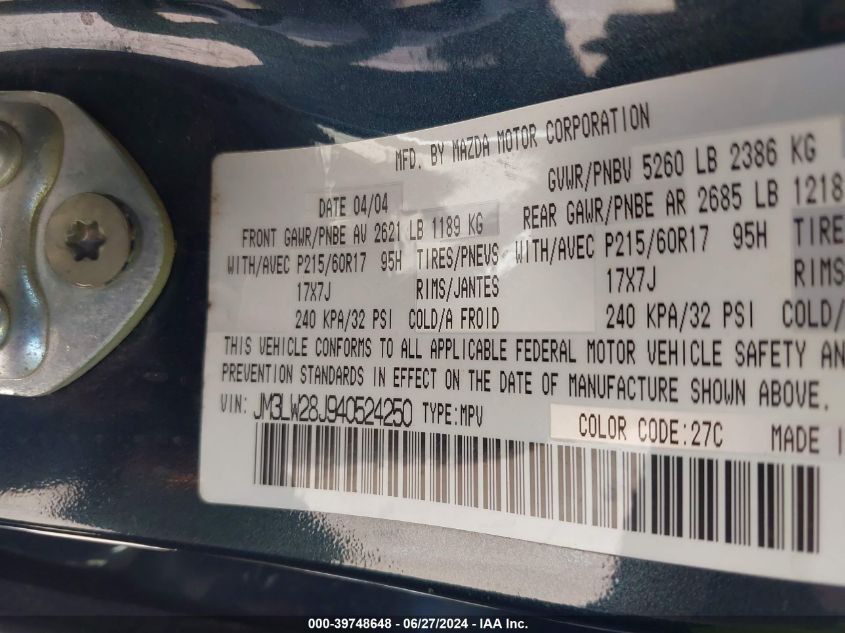 MFD. BY MAZDA MOTOR CORPORATION
DATE 04/04 GVWR/PNBV 5260 LB 2386 KG
FRONT GAWR/PNBE AV 2621 LB 1189 KG REAR GAWR/PNBE AR 2685 LB 1218
WITH/AVEC P215/60R17 95H TIRES/PNEUS WITH/AVEC P215/60R17 95H TIRE
17X7J RIMS/JANTES 17X7J RIMS
240 KPA/32 PSI COLD/A FROID 240 KPA/32 PSI COLD/
THIS VEHICLE CONFORMS TO ALL APPLICABLE FEDERAL MOTOR VEHICLE SAFETY AN
PREVENTION STANDARDS IN EFFECT ON THE DATE OF MANUFACTURE SHOWN ABOVE.
VIN: JM3LW28J940524250 TYPE:MPV COLOR CODE:27C MADE I
000-39748648 - 06/27/2024 - IAA Inc.